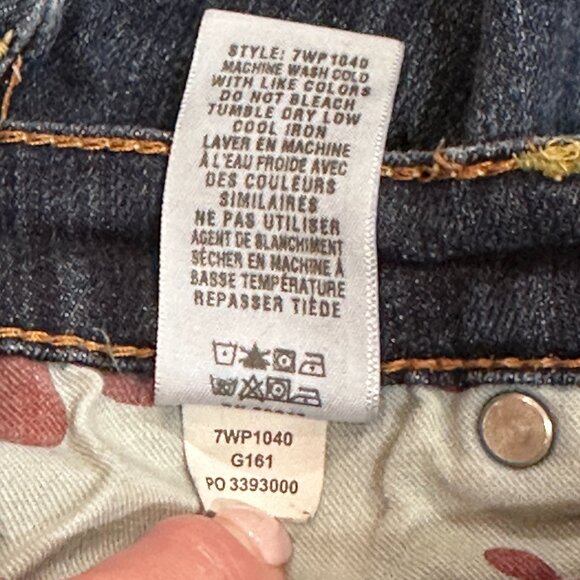 STYLE: 7WP1040
MACHINE WASH COLD
WITH LIKE COLORS
DO NOT BLEACH
TUMBLE DRY LOW
COOL IRON
LAVER EN MACHINE
À L'EAU FROIDE AVEC
DES COULEURS
SIMILAIRES
NE PAS UTILISER
AGENT DE BLANCHIMENT
SÉCHER EN MACHINE À
BASSE TEMPÉRATURE
REPASSER TIÈDE
7WP1040
G161
PO 3393000